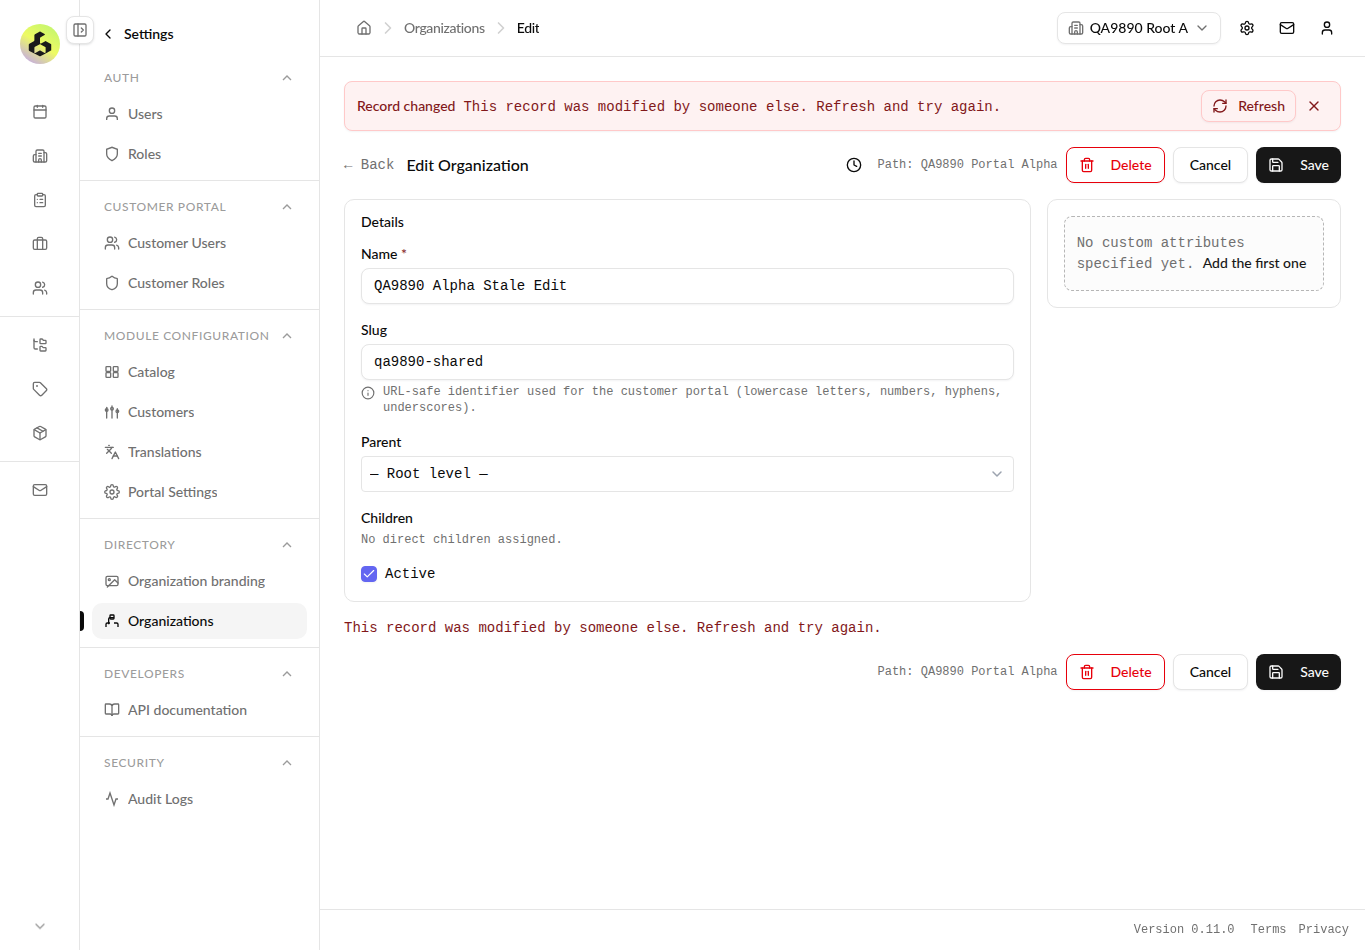 Settings
AUTH
Users
Roles
CUSTOMER PORTAL
Customer Users
Customer Roles
MODULE CONFIGURATION
Catalog
Customers
Translations
Portal Settings
DIRECTORY
Organization branding
Organizations
DEVELOPERS
API documentation
SECURITY
Audit Logs
Organizations
Edit
QA9890 Root A
Record changed This record was modified by someone else. Refresh and try again.
Refresh
← Back
Edit Organization
Path: QA9890 Portal Alpha
Delete
Cancel
Save
Details
Name *
QA9890 Alpha Stale Edit
Slug
qa9890-shared
URL-safe identifier used for the customer portal (lowercase letters, numbers, hyphens,
underscores).
Parent
— Root level —
Children
No direct children assigned.
Active
No custom attributes
specified yet. Add the first one
This record was modified by someone else. Refresh and try again.
Path: QA9890 Portal Alpha
Delete
Cancel
Save
Version 0.11.0
Terms
Privacy